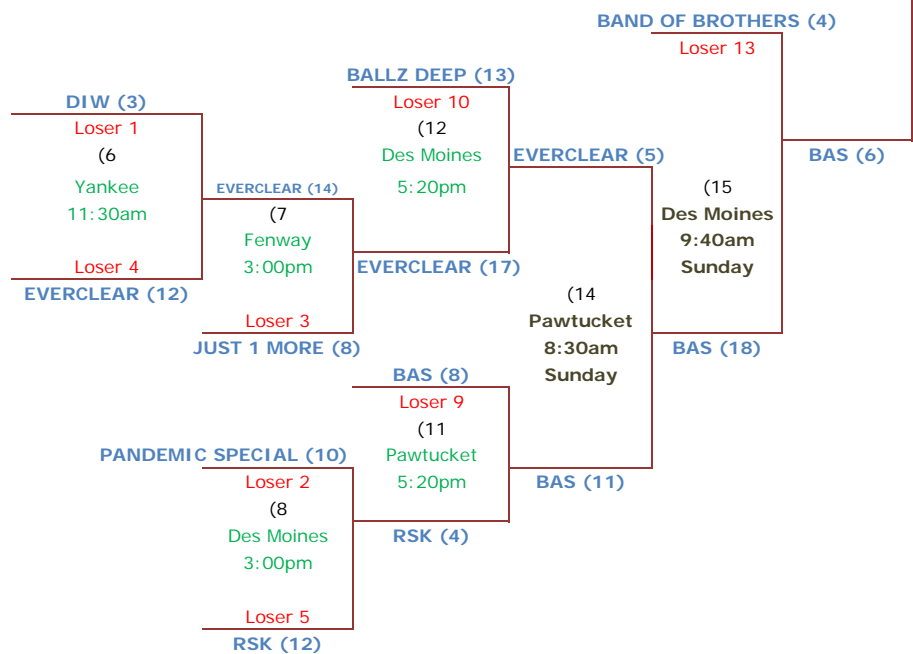 BAND OF BROTHERS (4)
Loser 13
BALLZ DEEP (13)
Loser 10
DIW (3)
Loser 1
(12
(6
Des Moines
EVERCLEAR (5)
BAS (6)
Yankee
EVERCLEAR (14)
5:20pm
(15
11:30am
(7
Des Moines
Fenway
9:40am
Loser 4
3:00pm
EVERCLEAR (17)
Sunday
EVERCLEAR (12)
(14
Loser 3
Pawtucket
JUST 1 MORE (8)
8:30am
BAS (18)
BAS (8)
Sunday
Loser 9
(11
PANDEMIC SPECIAL (10)
Pawtucket
Loser 2
5:20pm
BAS (11)
(8
Des Moines
RSK (4)
3:00pm
Loser 5
RSK (12)